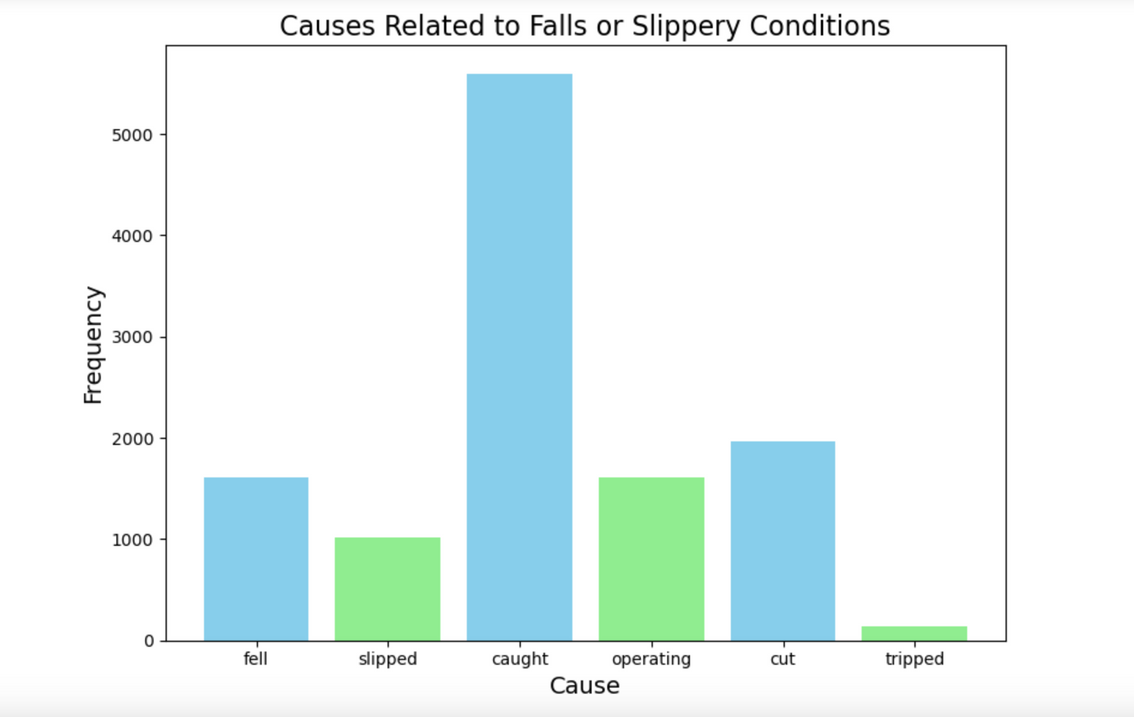 Causes Related to Falls or Slippery Conditions
Frequency
5000
4000
3000
2000
1000
0
fell slipped caught operating cut tripped
Cause